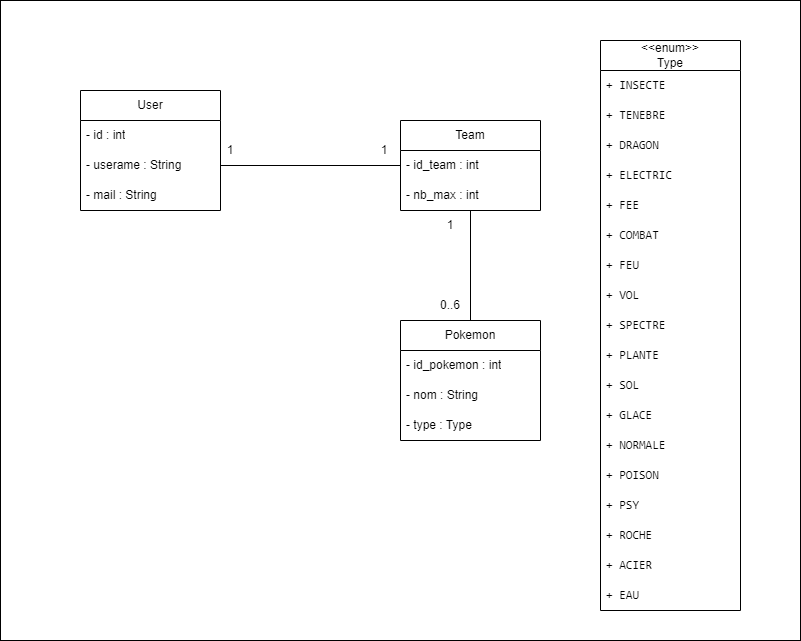 User
- id : int
- userame : String
- mail : String
1
1
Team
- id_team : int
- nb_max : int
1
0..6
Pokemon
- id_pokemon : int
- nom : String
- type : Type
<<enum>>
Type
+ INSECTE
+ TENEBRE
+ DRAGON
+ ELECTRIC
+ FEE
+ COMBAT
+ FEU
+ VOL
+ SPECTRE
+ PLANTE
+ SOL
+ GLACE
+ NORMALE
+ POISON
+ PSY
+ ROCHE
+ ACIER
+ EAU